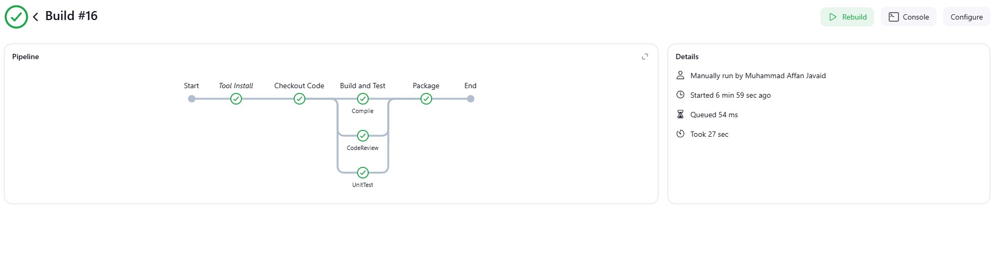 Build #16
Rebuild
Console
Configure
Pipeline
Start Tool Install Checkout Code Build and Test Package End
Compile
CodeReview
UnitTest
Details
Manually run by Muhammad Affan Javaid
Started 6 min 59 sec ago
Queued 54 ms
Took 27 sec